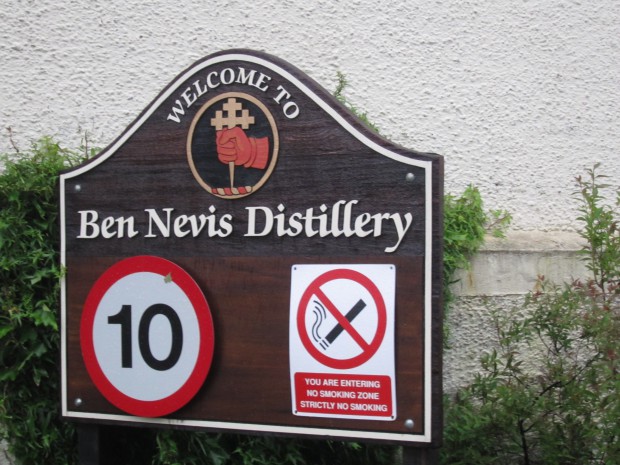 WELCOME TO
Ben Nevis Distillery
10
YOU ARE ENTERING
NO SMOKING ZONE
STRICTLY NO SMOKING